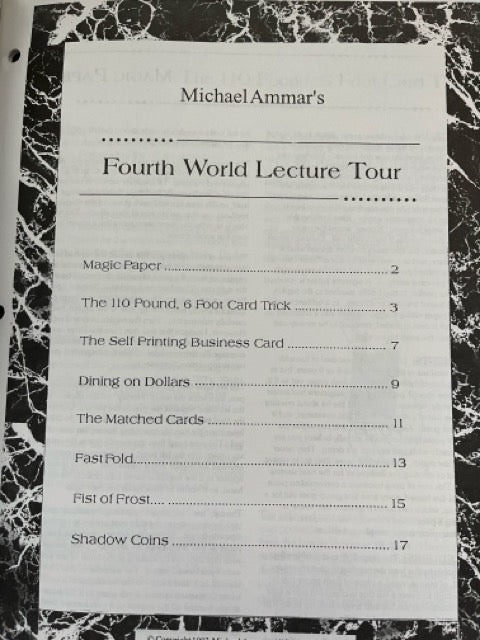 MichaelAmmar's
Fourth World Lecture Tour
Magic Paper ........................................................ 2
The 110 Pound, 6 Foot Card Trick ...................... 3
The Self Printing Business Card ........................ 7
Dining on Dollars ............................................... 9
The Matched Cards ........................................... 11
Fast Fold............................................................. 13
Fist of Frost.... ................................................... 15
Shadow Coins .................................................... 17